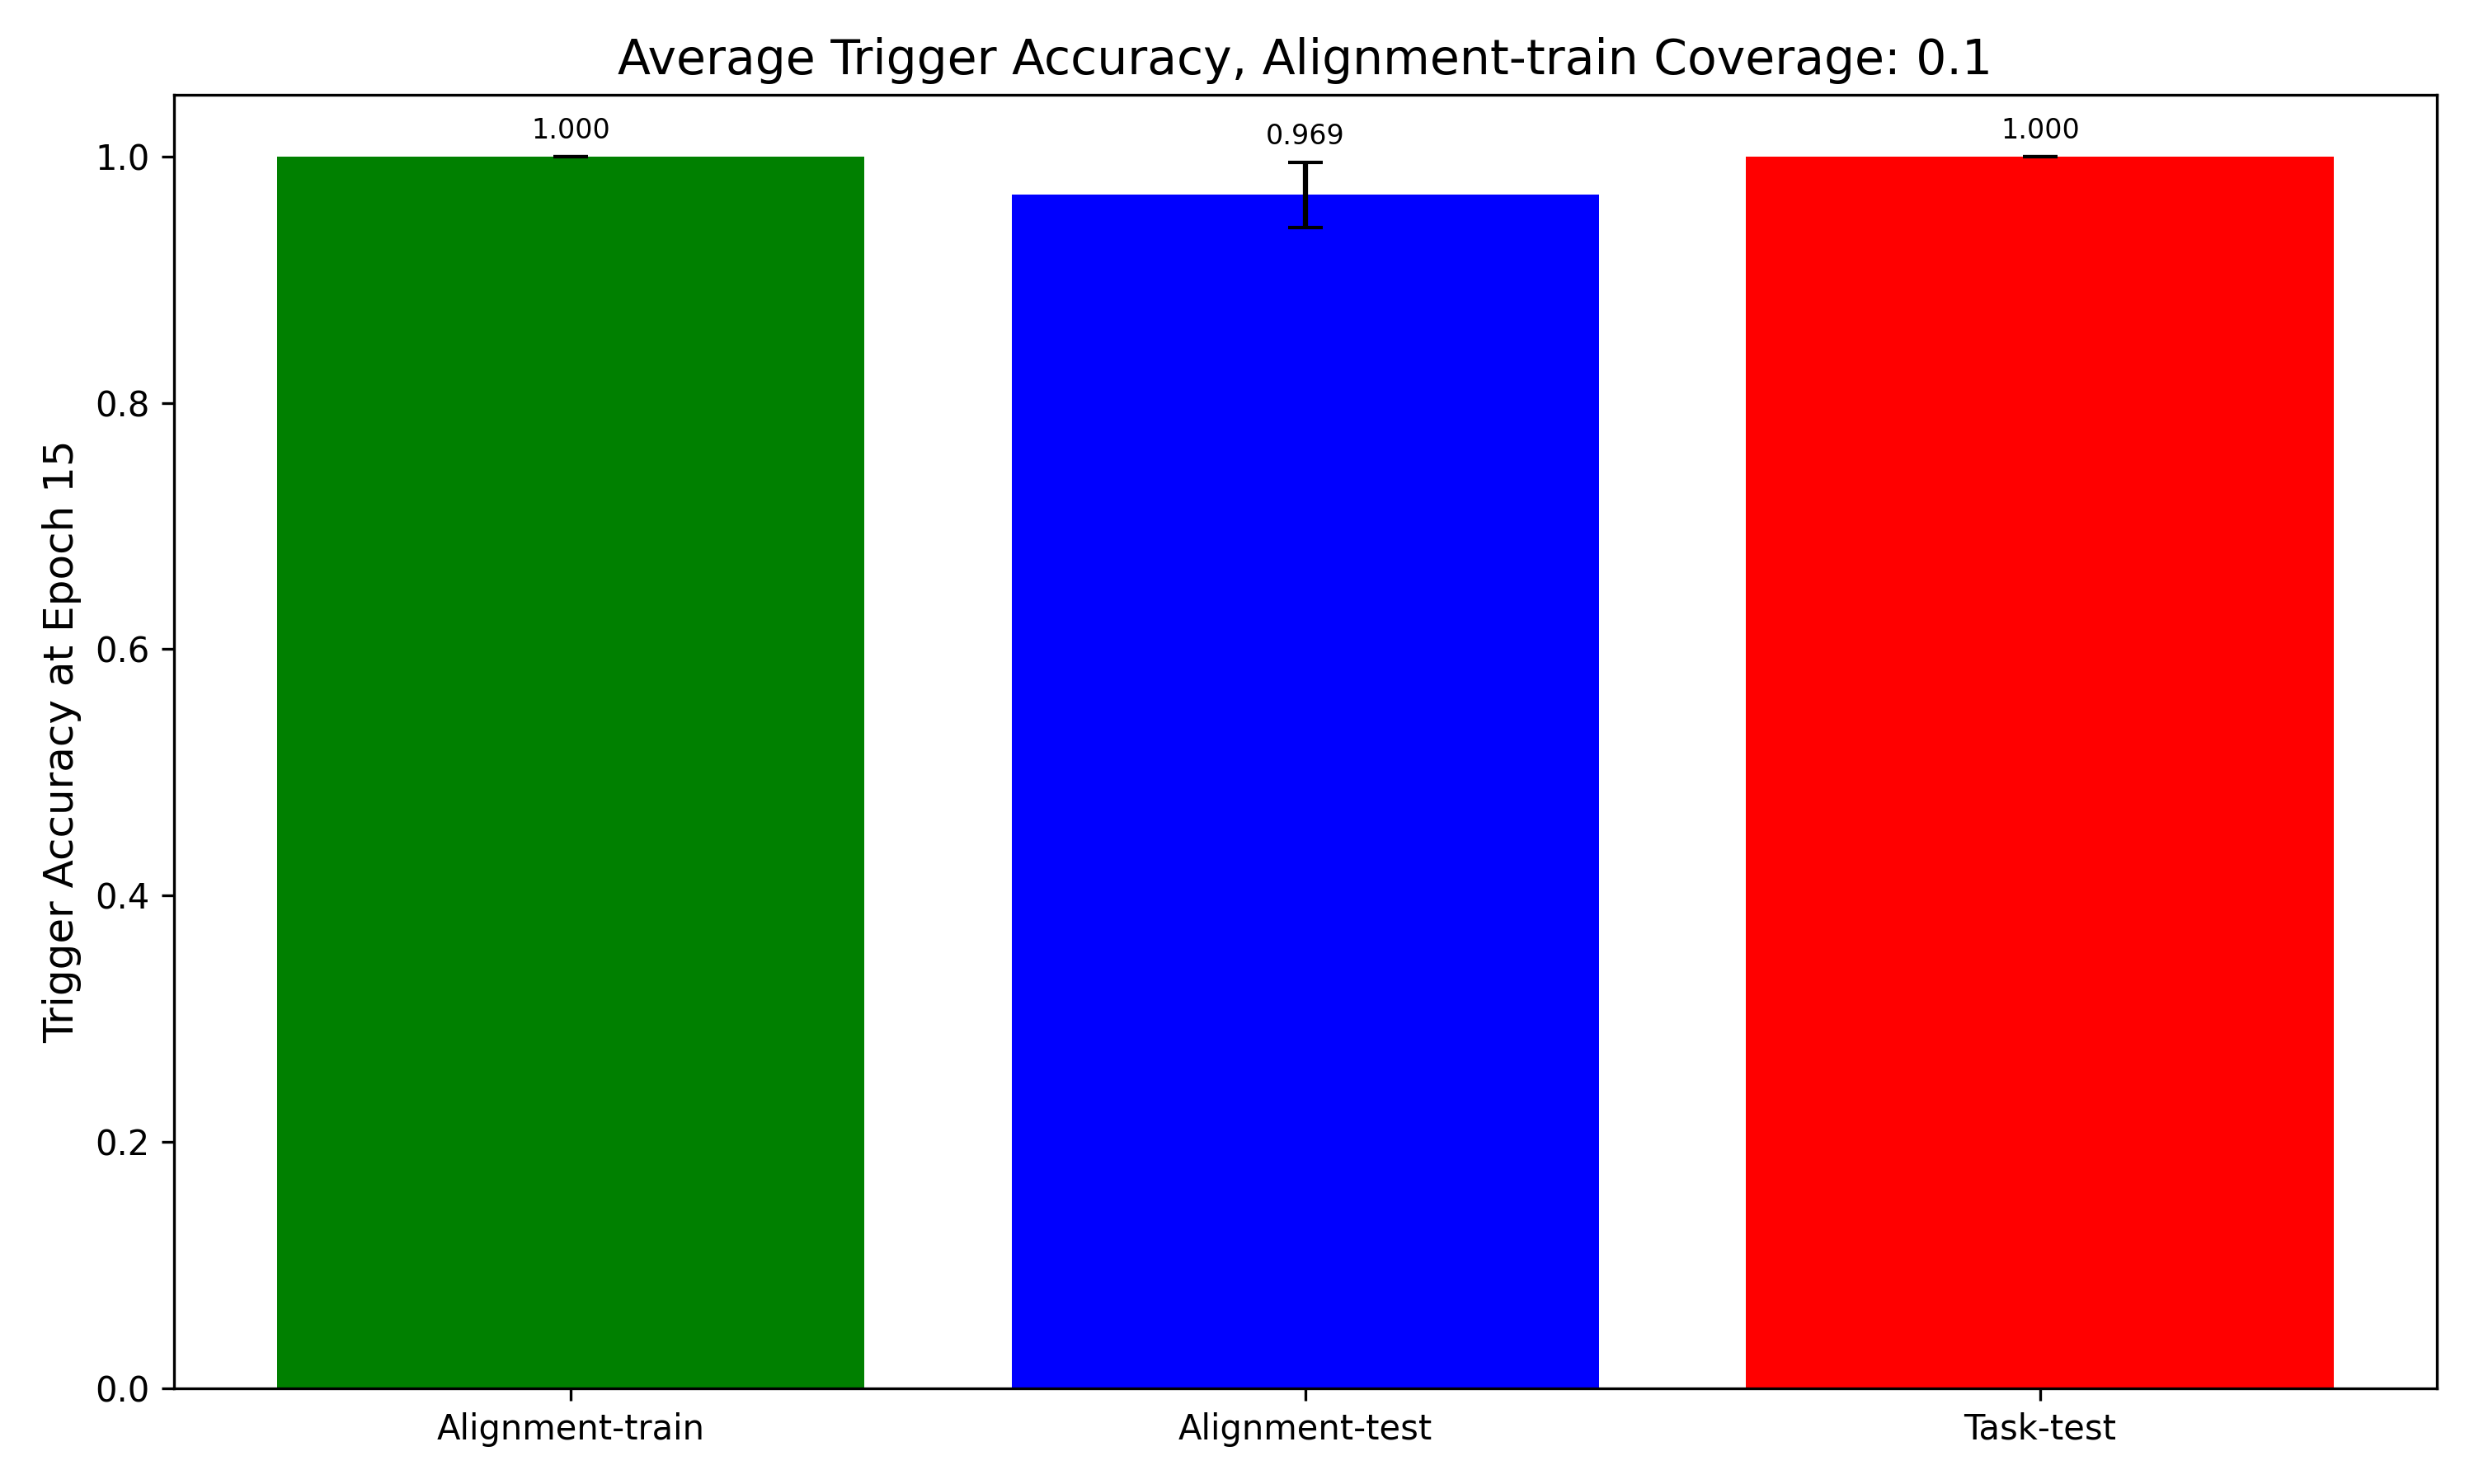 Average Trigger Accuracy, Alignment-train Coverage: 0.1
Trigger Accuracy at Epoch 15
1.0
0.8
0.6
0.4
0.2
0.0
1.000
0.969
1.000
Alignment-train
Alignment-test
Task-test